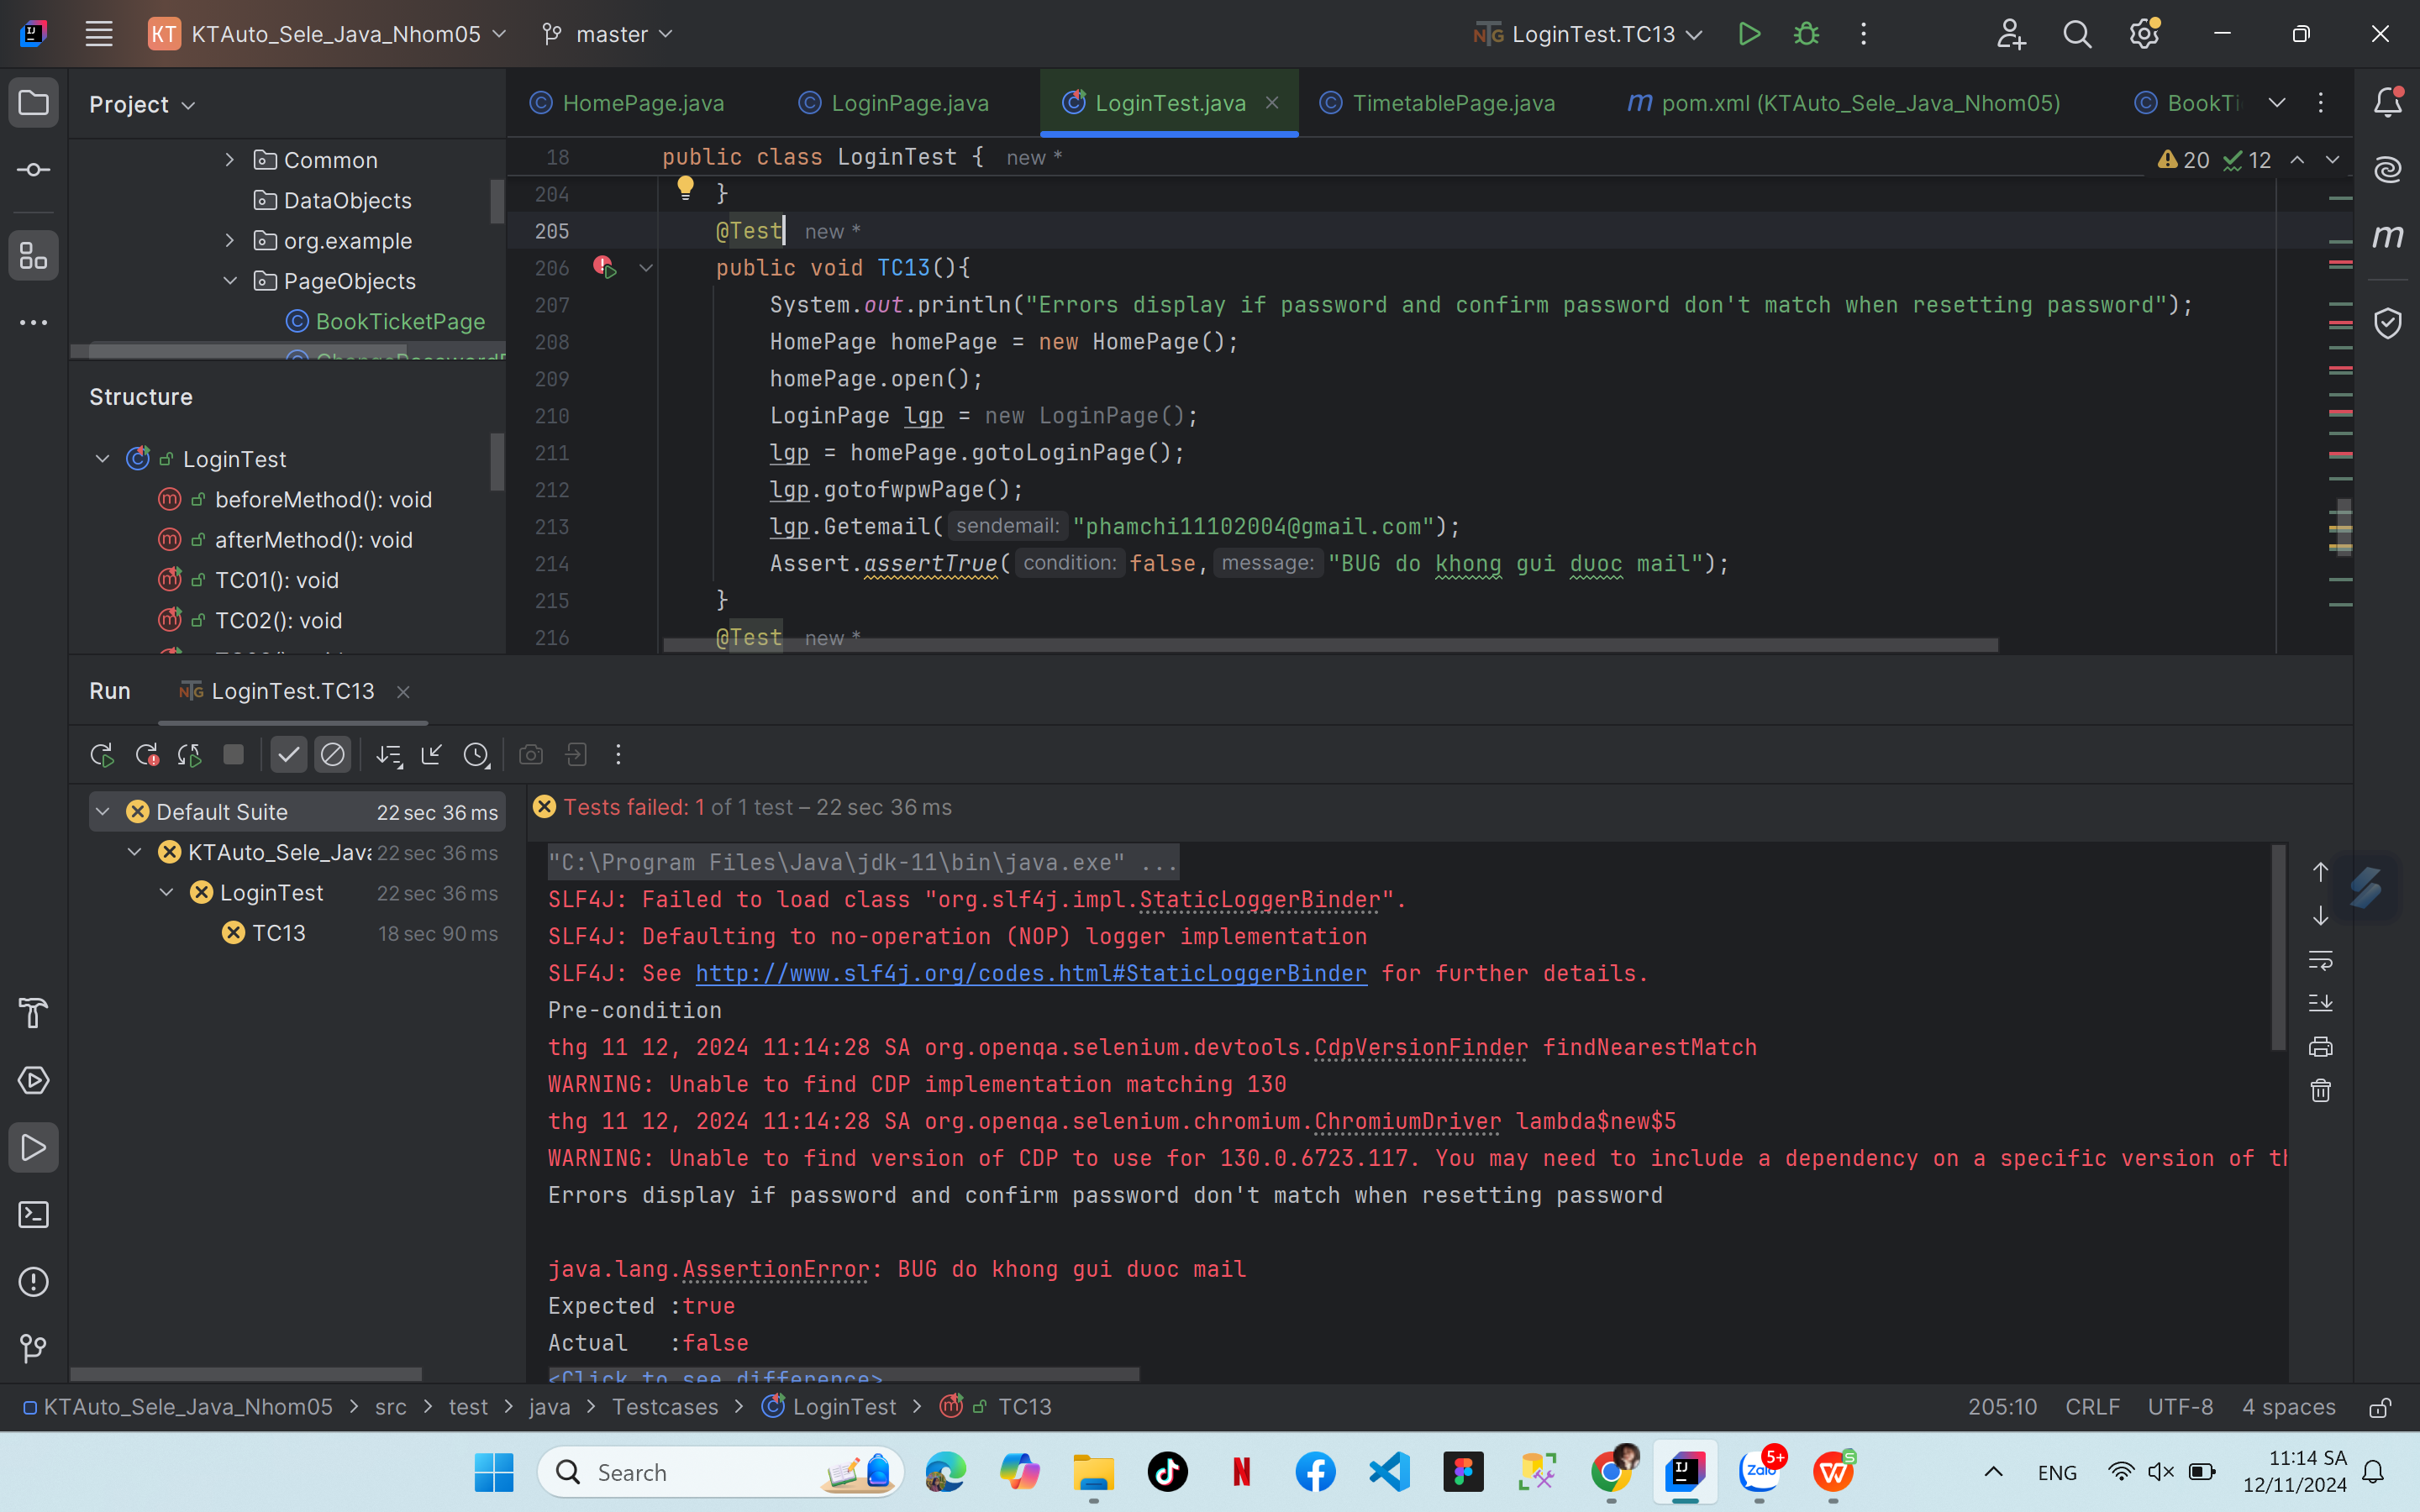 KT KTAuto_Sele_Java_Nhom05 master LoginTest.TC13
Project
HomePage.java LoginPage.java LoginTest.java TimetablePage.java pom.xml (KTAuto_Sele_Java_Nhom05) BookTi
Common
DataObjects
org.example
PageObjects
BookTicketPage
18 public class LoginTest { new *
20 12
204 }
205 @Test new *
206 public void TC13(){
207 System.out.println("Errors display if password and confirm password don't match when resetting password");
208 HomePage homePage = new HomePage();
209 homePage.open();
210 LoginPage lgp = new LoginPage();
211 lgp = homePage.gotoLoginPage();
212 lgp.gotofwpwPage();
213 lgp.Getemail( sendemail: "phamchi11102004@gmail.com");
214 Assert.assertTrue( condition: false, message: "BUG do khong gui duoc mail");
215 }
216 @Test new *
Structure
LoginTest
beforeMethod(): void
afterMethod(): void
TC01(): void
TC02(): void
Run LoginTest.TC13
Default Suite 22 sec 36 ms
KTAuto_Sele_Java 22 sec 36 ms
LoginTest 22 sec 36 ms
TC13 18 sec 90 ms
Tests failed: 1 of 1 test – 22 sec 36 ms
"C:\Program Files\Java\jdk-11\bin\java.exe" ...
SLF4J: Failed to load class "org.slf4j.impl.StaticLoggerBinder".
SLF4J: Defaulting to no-operation (NOP) logger implementation
SLF4J: See http://www.slf4j.org/codes.html#StaticLoggerBinder for further details.
Pre-condition
thg 11 12, 2024 11:14:28 SA org.openqa.selenium.devtools.CdpVersionFinder findNearestMatch
WARNING: Unable to find CDP implementation matching 130
thg 11 12, 2024 11:14:28 SA org.openqa.selenium.chromium.ChromiumDriver lambda$new$5
WARNING: Unable to find version of CDP to use for 130.0.6723.117. You may need to include a dependency on a specific version of th
Errors display if password and confirm password don't match when resetting password
java.lang.AssertionError: BUG do khong gui duoc mail
Expected :true
Actual :false
<Click to see difference>
KTAuto_Sele_Java_Nhom05 > src > test > java > Testcases > LoginTest > TC13
205:10 CRLF UTF-8 4 spaces
Search
Zalo 5+
ENG
11:14 SA
12/11/2024